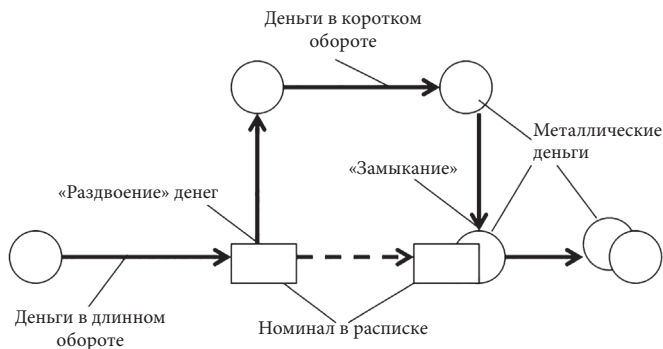 Деньги в коротком
обороте
Металлические
деньги
«Замыкание»
«Раздвоение» денег
Деньги в длинном
обороте
Номинал в расписке